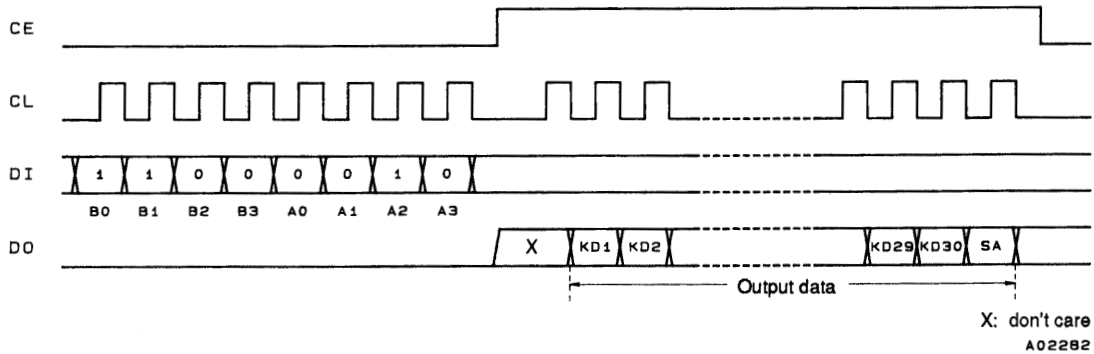 CE
CL
DI 1 1 0 0 0 0 1 0
B0 B1 B2 B3 A0 A1 A2 A3
DO X KD1 KD2 KD29 KD30 SA
Output data
X: don't care
A02282